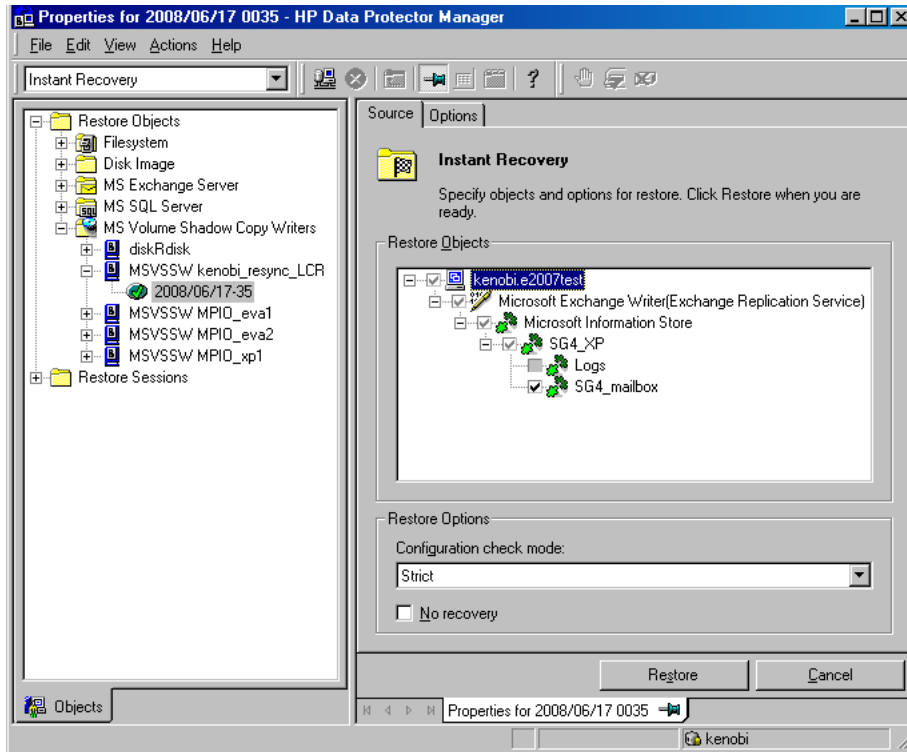 Properties for 2008/06/17 0035 - HP Data Protector Manager
File Edit View Actions Help
Instant Recovery
Restore Objects
Filesystem
Disk Image
MS Exchange Server
MS SQL Server
MS Volume Shadow Copy Writers
diskRdisk
MSVSSW kenobi_resync_LCR
2008/06/17-35
MSVSSW MPIO_eva1
MSVSSW MPIO_eva2
MSVSSW MPIO_xp1
Restore Sessions
Objects
Source Options
Instant Recovery
Specify objects and options for restore. Click Restore when you are
ready.
Restore Objects
kenobi.e2007test
Microsoft Exchange Writer(Exchange Replication Service)
Microsoft Information Store
SG4_XP
Logs
SG4_mailbox
Restore Options
Configuration check mode:
Strict
No recovery
Restore Cancel
Properties for 2008/06/17 0035
kenobi